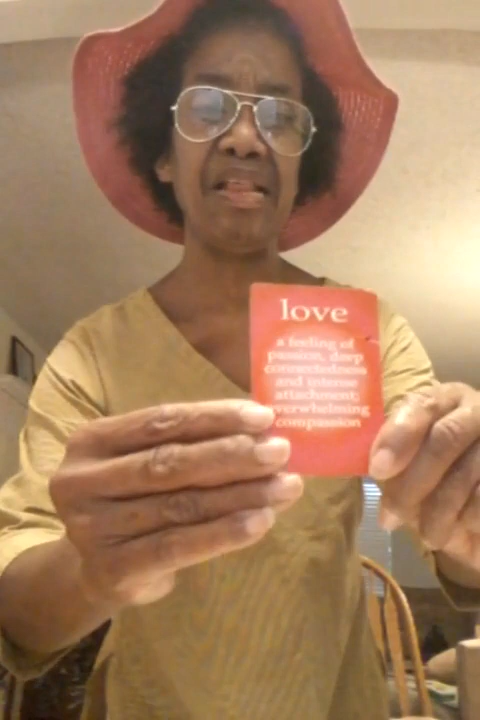 love
a feeling of
passion, deep
connectedness
and intense
attachment;
overwhelming
compassion